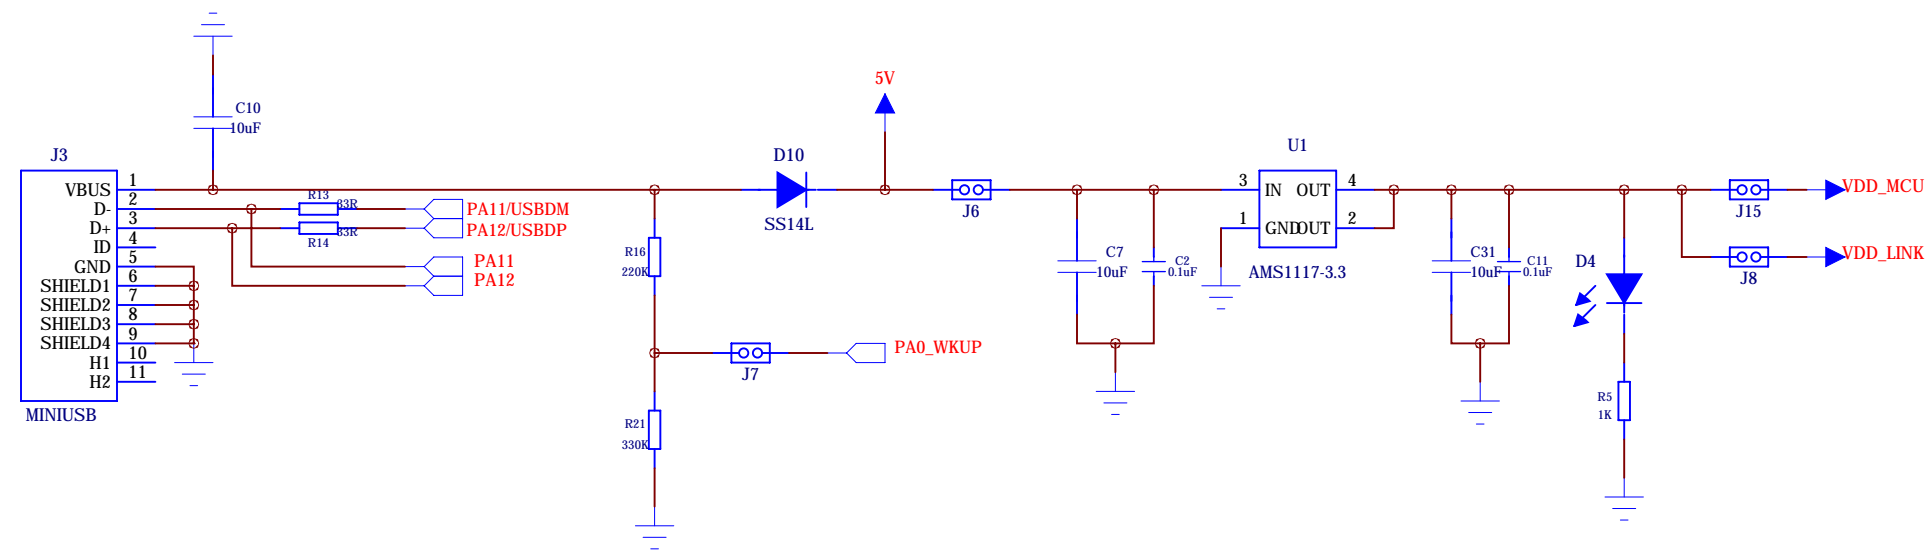 C10
10uF
J3
MINIUSB
VBUS 1
D- 2
D+ 3
ID 4
GND 5
SHIELD1 6
SHIELD2 7
SHIELD3 8
SHIELD4 9
H1 10
H2 11
R13
33R
R14
33R
PA11/USBDM
PA12/USBDP
PA11
PA12
R16
220K
R21
330K
J7
PA0_WKUP
D10
SS14L
5V
J6
C7
10uF
C2
0.1uF
U1
3 IN OUT 4
1 GND OUT 2
AMS1117-3.3
C31
10uF
C11
0.1uF
D4
R5
1K
J15
VDD_MCU
J8
VDD_LINK